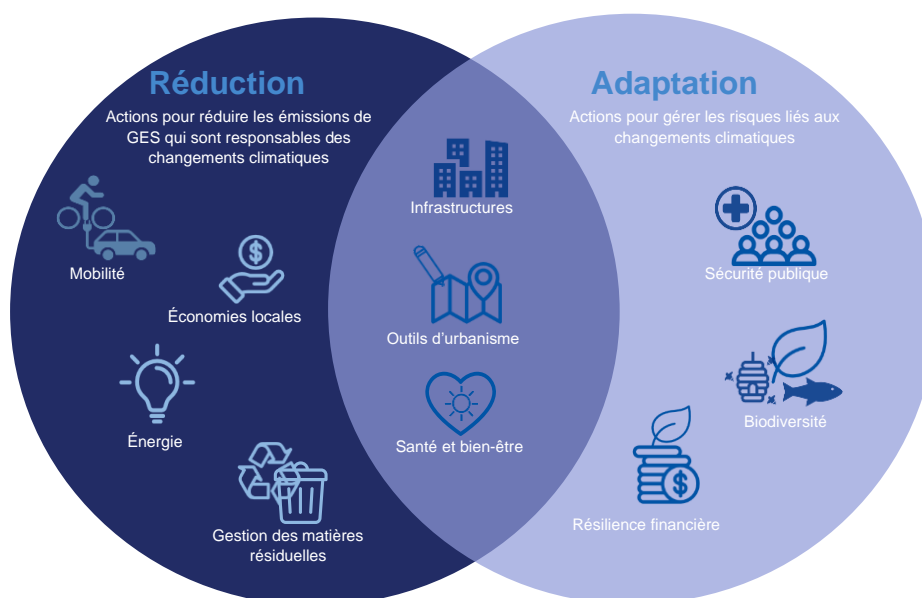 Réduction
Actions pour réduire les émissions de
GES qui sont responsables des
changements climatiques
Mobilité
Économies locales
Énergie
Gestion des matières
résiduelles
Infrastructures
Outils d'urbanisme
Santé et bien-être
Adaptation
Actions pour gérer les risques liés aux
changements climatiques
Sécurité publique
Biodiversité
Résilience financière